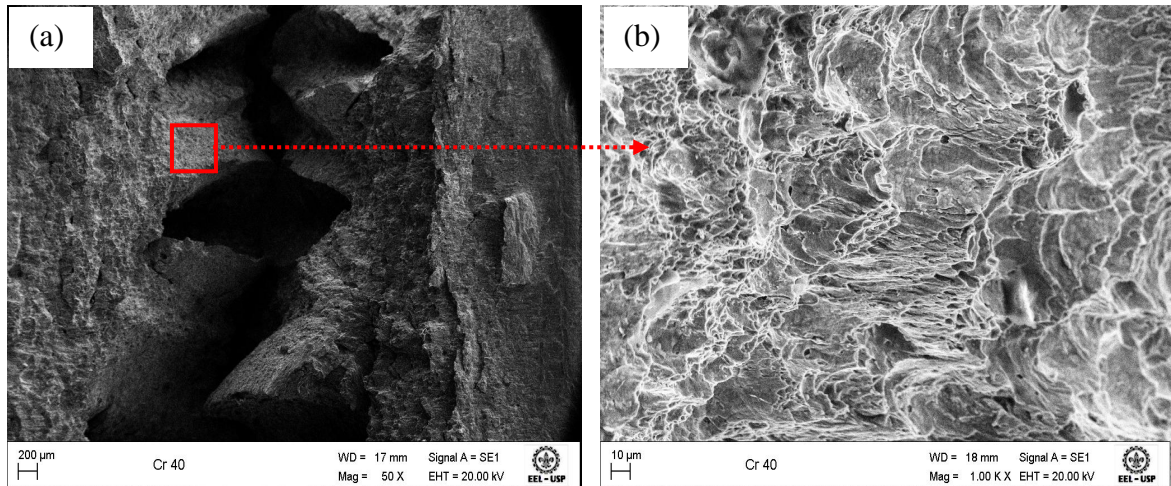 (a)
(b)
200 µm
Cr 40
WD = 17 mm Signal A = SE1
Mag = 50 X EHT = 20.00 kV
EEL - USP
10 µm
Cr 40
WD = 18 mm Signal A = SE1
Mag = 1.00 K X EHT = 20.00 kV
EEL - USP